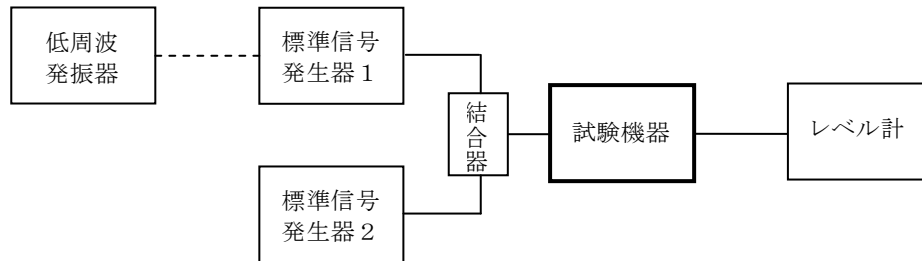 低周波
発振器
標準信号
発生器１
結合器
試験機器
レベル計
標準信号
発生器２